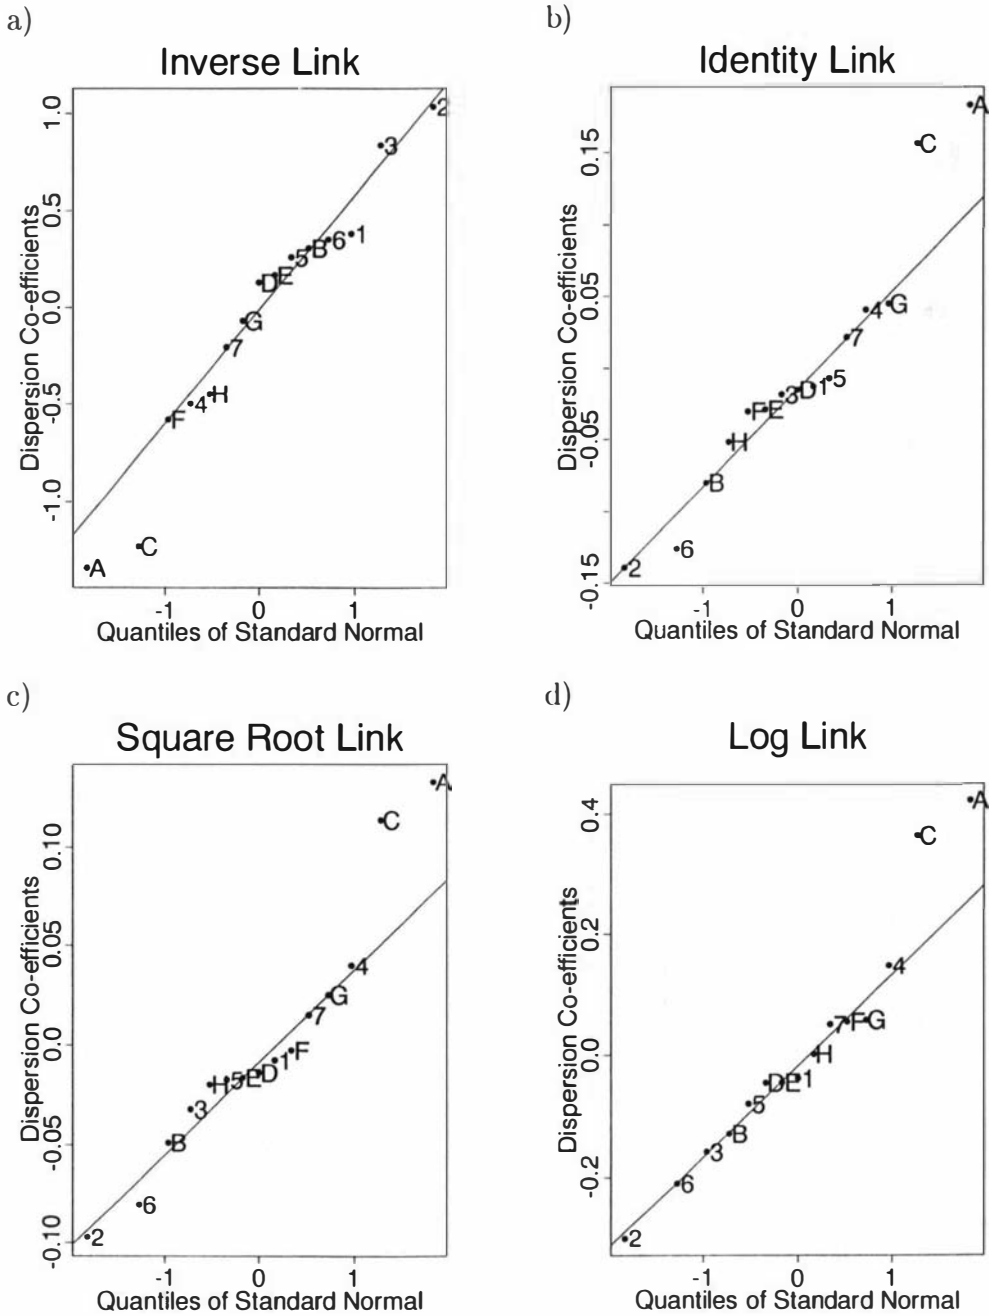 a)
Inverse Link
Dispersion Co-efficients
1.0
0.5
0.0
-0.5
-1.0
2
3
1
6
B
5
E
D
G
7
H
4
F
C
A
-1 0 1
Quantiles of Standard Normal
b)
Identity Link
Dispersion Co-efficients
0.15
0.05
-0.05
-0.15
A
C
G
4
7
5
1
D
3
E
F
H
B
6
2
-1 0 1
Quantiles of Standard Normal
c)
Square Root Link
Dispersion Co-efficients
0.10
0.05
0.0
-0.05
-0.10
A
C
4
G
7
F
1
D
E
5
H
3
B
6
2
-1 0 1
Quantiles of Standard Normal
d)
Log Link
Dispersion Co-efficients
0.4
0.2
0.0
-0.2
A
C
4
G
F
7
H
1
E
D
5
B
3
6
2
-1 0 1
Quantiles of Standard Normal